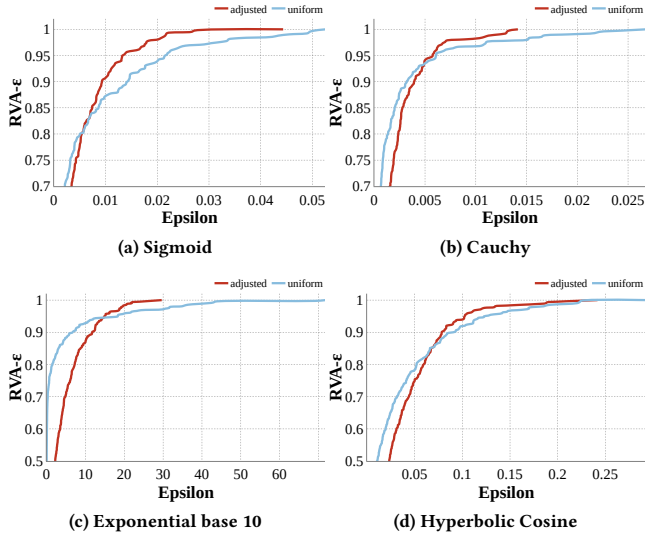 adjusted uniform
RVA-ε
1
0.95
0.9
0.85
0.8
0.75
0.7
0 0.01 0.02 0.03 0.04 0.05
Epsilon
(a) Sigmoid
adjusted uniform
RVA-ε
1
0.95
0.9
0.85
0.8
0.75
0.7
0 0.005 0.01 0.015 0.02 0.025
Epsilon
(b) Cauchy
adjusted uniform
RVA-ε
1
0.9
0.8
0.7
0.6
0.5
0 10 20 30 40 50 60
Epsilon
(c) Exponential base 10
adjusted uniform
RVA-ε
1
0.9
0.8
0.7
0.6
0.5
0.05 0.1 0.15 0.2 0.25
Epsilon
(d) Hyperbolic Cosine